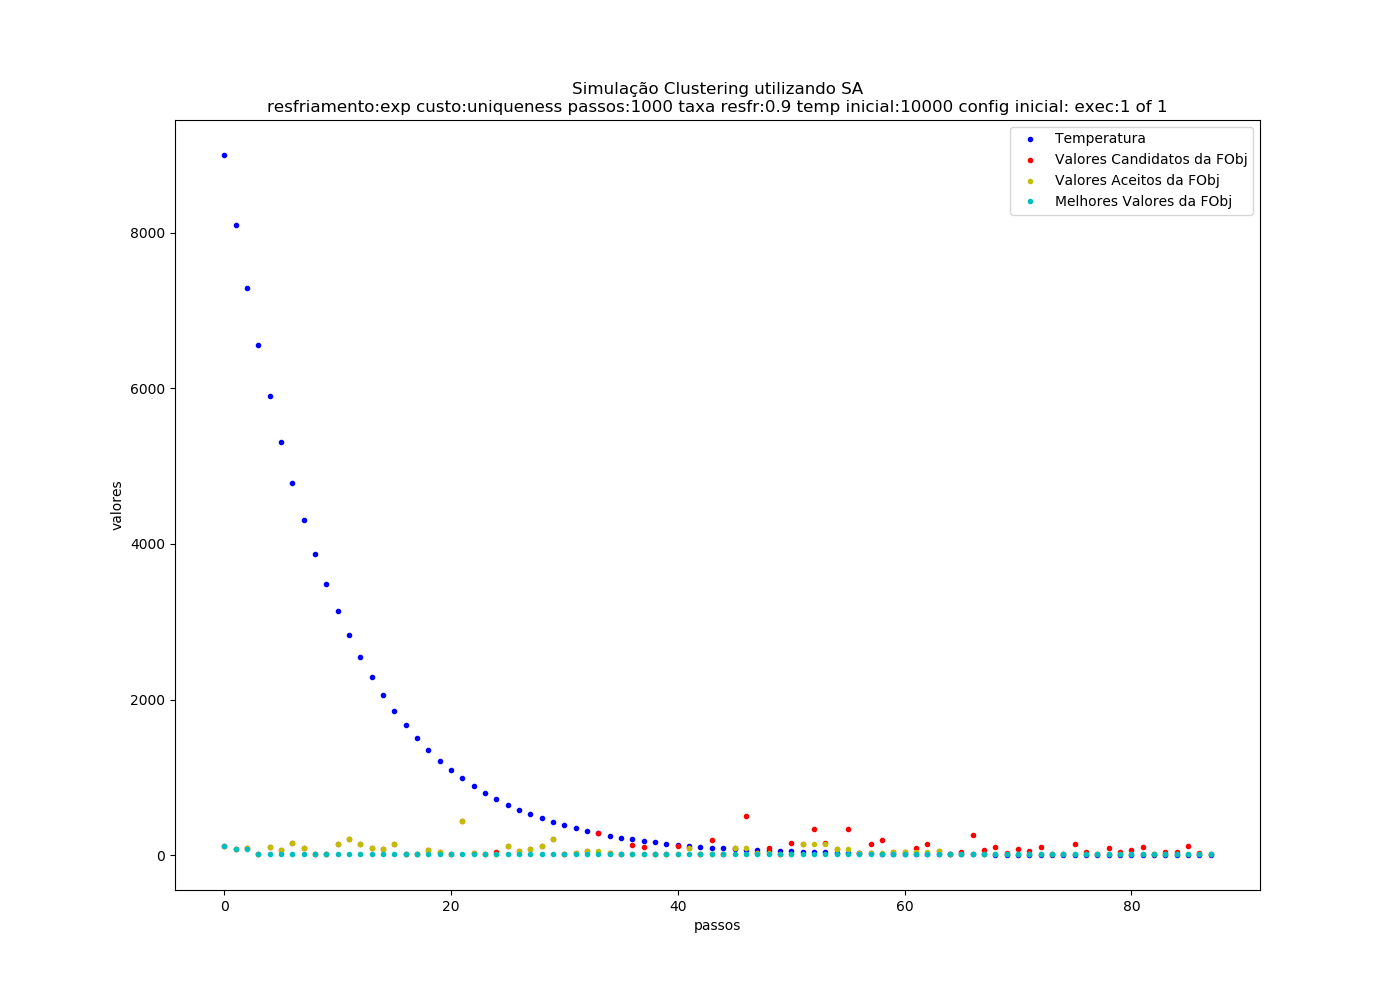 Simulação Clustering utilizando SA
resfriamento:exp custo:uniqueness passos:1000 taxa resfr:0.9 temp inicial:10000 config inicial: exec:1 of 1
Temperatura
Valores Candidatos da FObj
Valores Aceitos da FObj
Melhores Valores da FObj
valores
8000
6000
4000
2000
0
0 20 40 60 80
passos